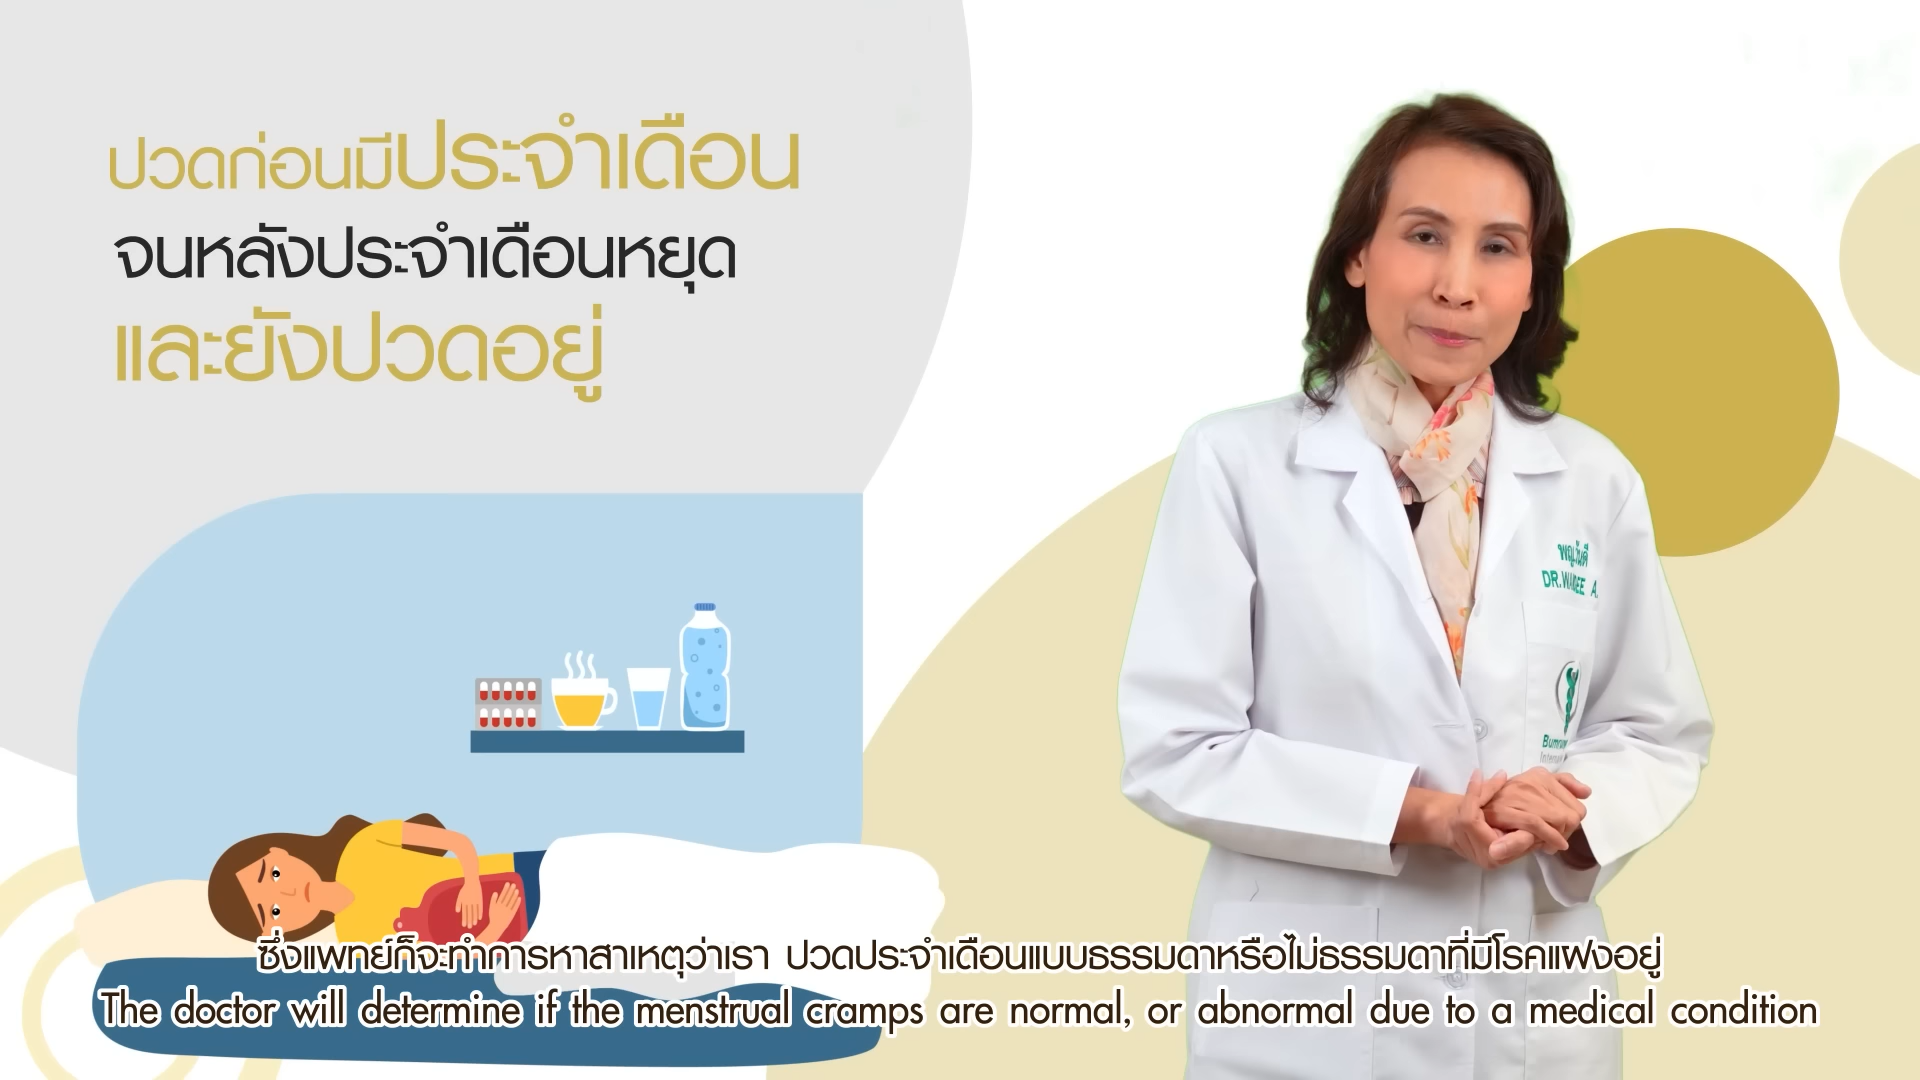 ปวดก่อนมีประจำเดือน
จนหลังประจำเดือนหยุด
และยังปวดอยู่
DR. A.
ซึ่งแพทย์ก็จะทำการหาสาเหตุว่าเรา ปวดประจำเดือนแบบธรรมดาหรือไม่ธรรมดาที่มีโรคแฝงอยู่
The doctor will determine if the menstrual cramps are normal, or abnormal due to a medical condition